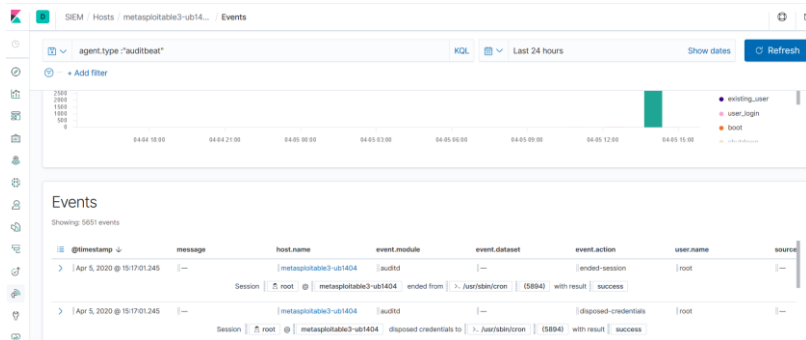 D SIEM / Hosts / metasploitable3-ub14... / Events
agent.type :"auditbeat" KQL Last 24 hours Show dates Refresh
+ Add filter
2500
2000
1500
1000
500
0
04-04 18:00 04-04 21:00 04-05 00:00 04-05 03:00 04-05 06:00 04-05 09:00 04-05 12:00 04-05 15:00
existing_user
user_login
boot
Events
Showing: 5651 events
@timestamp message host.name event.module event.dataset event.action user.name source
Apr 5, 2020 @ 15:17:01.245 — metasploitable3-ub1404 auditd — ended-session root —
Session root @ metasploitable3-ub1404 ended from >_ /usr/sbin/cron (5894) with result success
Apr 5, 2020 @ 15:17:01.245 — metasploitable3-ub1404 auditd — disposed-credentials root —
Session root @ metasploitable3-ub1404 disposed credentials to >_ /usr/sbin/cron (5894) with result success